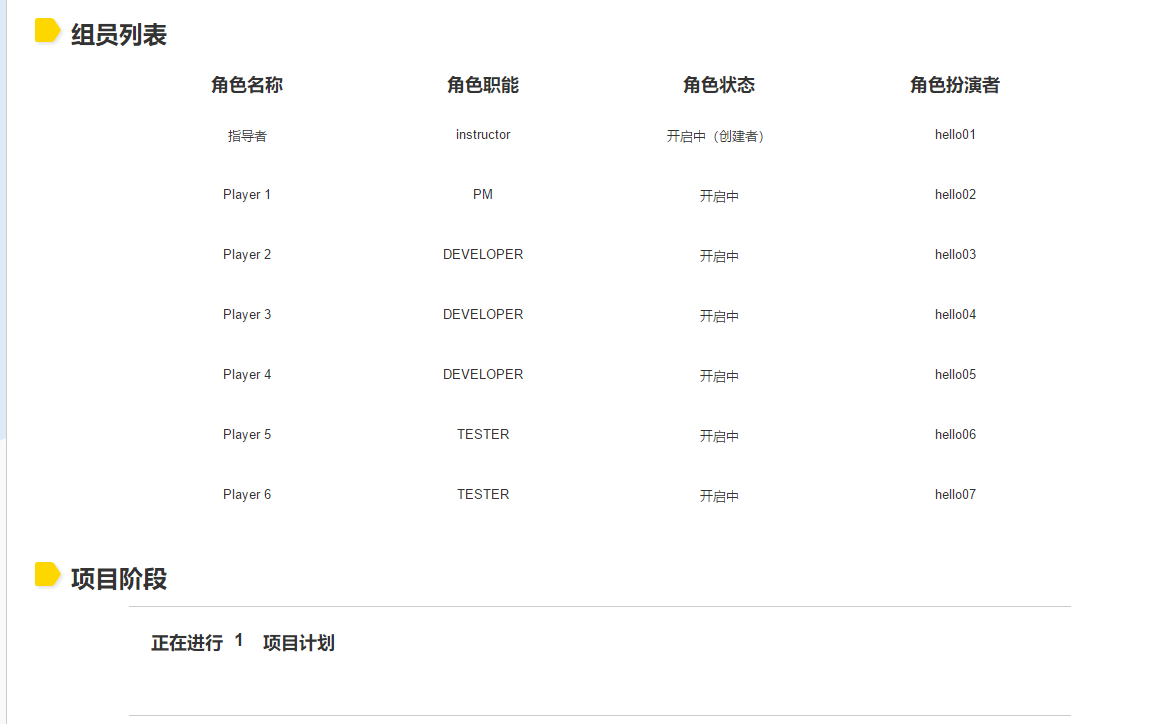 组员列表
角色名称 角色职能 角色状态 角色扮演者
指导者 instructor 开启中（创建者） hello01
Player 1 PM 开启中 hello02
Player 2 DEVELOPER 开启中 hello03
Player 3 DEVELOPER 开启中 hello04
Player 4 DEVELOPER 开启中 hello05
Player 5 TESTER 开启中 hello06
Player 6 TESTER 开启中 hello07
项目阶段
正在进行 1 项目计划